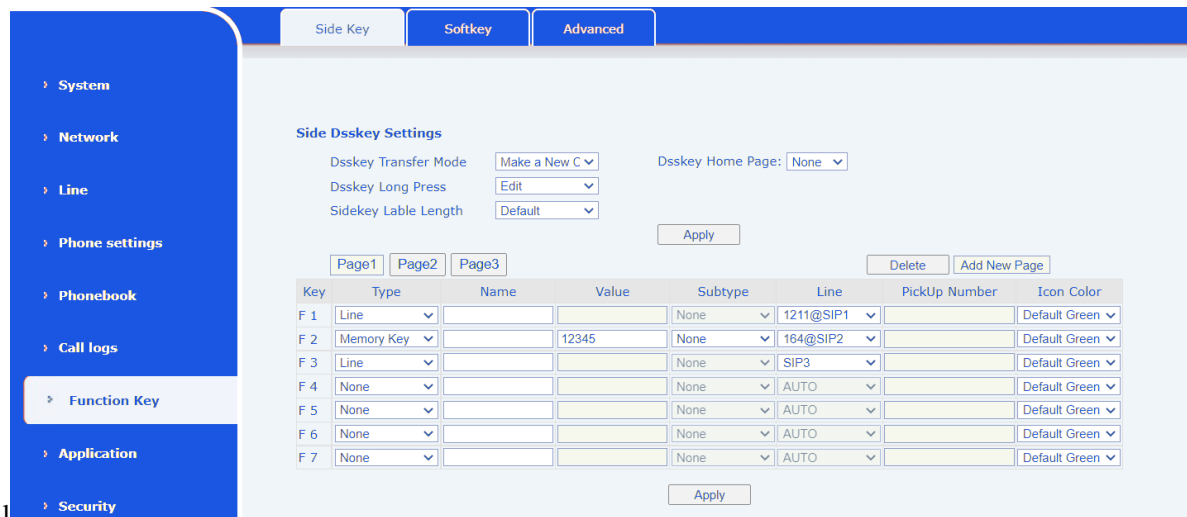 Side Key Softkey Advanced
System
Network
Line
Phone settings
Phonebook
Call logs
Function Key
Application
Security
Side Dsskey Settings
Dsskey Transfer Mode Make a New C Dsskey Home Page: None
Dsskey Long Press Edit
Sidekey Lable Length Default
Apply
Page1 Page2 Page3 Delete Add New Page
Key Type Name Value Subtype Line PickUp Number Icon Color
F 1 Line None 1211@SIP1 Default Green
F 2 Memory Key 12345 None 164@SIP2 Default Green
F 3 Line None SIP3 Default Green
F 4 None None AUTO Default Green
F 5 None None AUTO Default Green
F 6 None None AUTO Default Green
F 7 None None AUTO Default Green
Apply
1